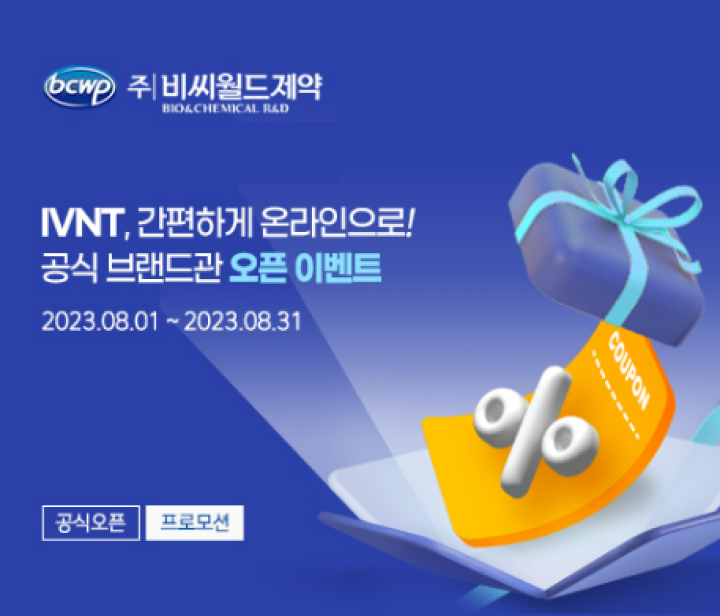 bcwp 주|비씨월드제약
BIO&CHEMICAL R&D
IVNT, 간편하게 온라인으로!
공식 브랜드관 오픈 이벤트
2023.08.01 ~ 2023.08.31
COUPON
%
공식오픈 프로모션